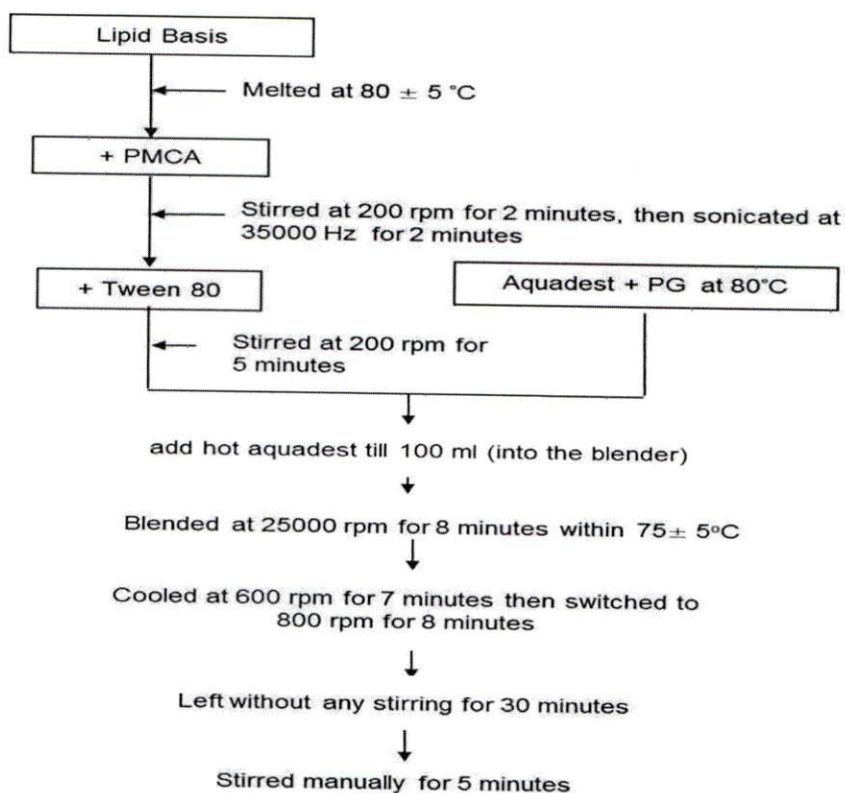 Lipid Basis
Melted at 80 ± 5 °C
+ PMCA
Stirred at 200 rpm for 2 minutes, then sonicated at
35000 Hz for 2 minutes
+ Tween 80
Aquadest + PG at 80°C
Stirred at 200 rpm for
5 minutes
add hot aquadest till 100 ml (into the blender)
Blended at 25000 rpm for 8 minutes within 75± 5°C
Cooled at 600 rpm for 7 minutes then switched to
800 rpm for 8 minutes
Left without any stirring for 30 minutes
Stirred manually for 5 minutes